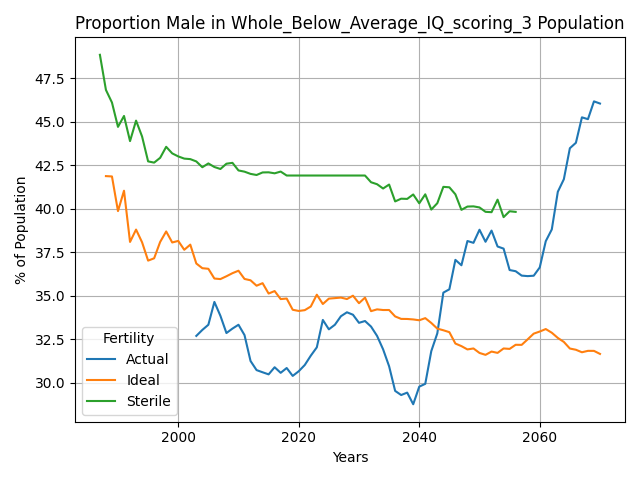 Proportion Male in Whole_Below_Average_IQ_scoring_3 Population
% of Population
47.5
45.0
42.5
40.0
37.5
35.0
32.5
30.0
Fertility
Actual
Ideal
Sterile
2000
2020
2040
2060
Years